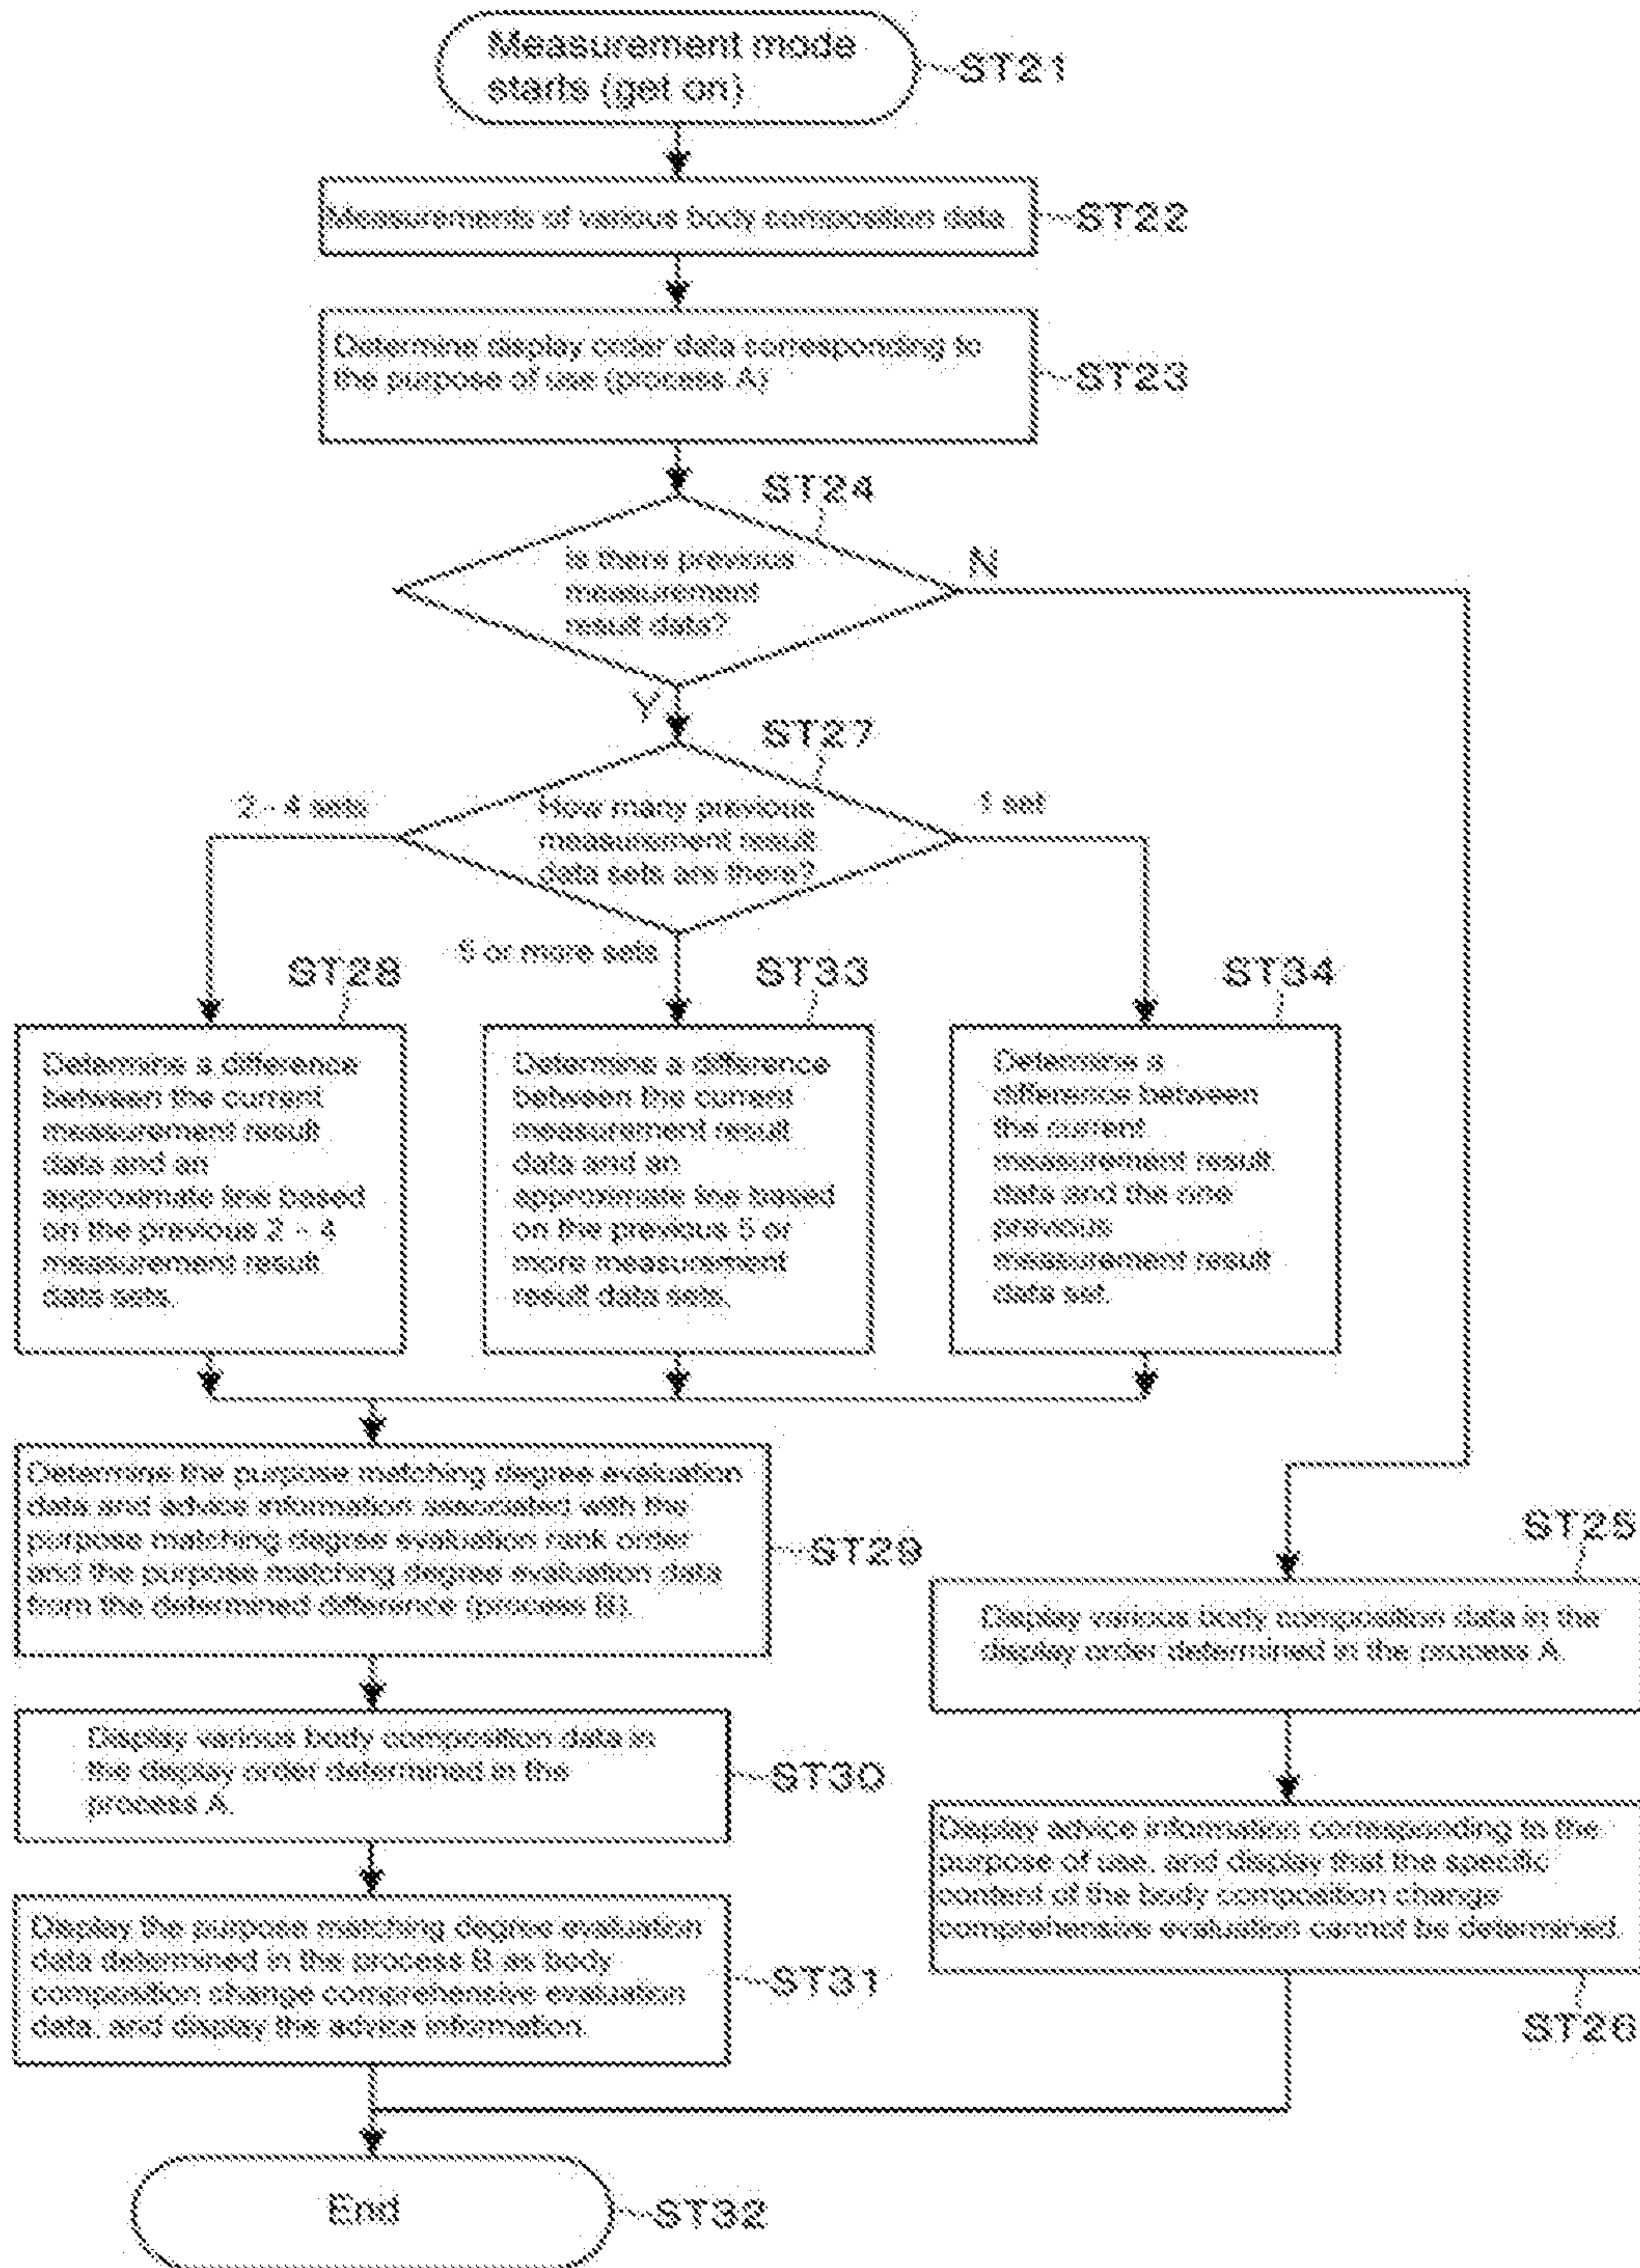 Measurement mode
starts (get on)
ST21
Measurements of various body composition data
ST22
Determine display order data corresponding to
the purpose of use (process A)
ST23
ST24
Is there previous
measurement
result data?
N
Y
ST27
2 - 4 sets
How many previous
measurement result
data sets are there?
1 set
5 or more sets
ST28
ST33
ST34
Determine a difference
between the current
measurement result
data and an
approximate line based
on the previous 2 - 4
measurement result
data sets.
Determine a difference
between the current
measurement result
data and an
approximate line based
on the previous 5 or
more measurement
result data sets.
Determine a
difference between
the current
measurement result
data and the one
previous
measurement result
data set.
Determine the purpose matching degree evaluation
data and advice information associated with the
purpose matching degree evaluation rank order
and the purpose matching degree evaluation data
from the determined difference (process B).
ST29
ST25
Display various body composition data in the
display order determined in the process A.
Display various body composition data in
the display order determined in the
process A.
ST30
Display advice information corresponding to the
purpose of use, and display that the specific
content of the body composition change
comprehensive evaluation cannot be determined.
ST26
Display the purpose matching degree evaluation
data determined in the process B as body
composition change comprehensive evaluation
data, and display the advice information.
ST31
End
ST32